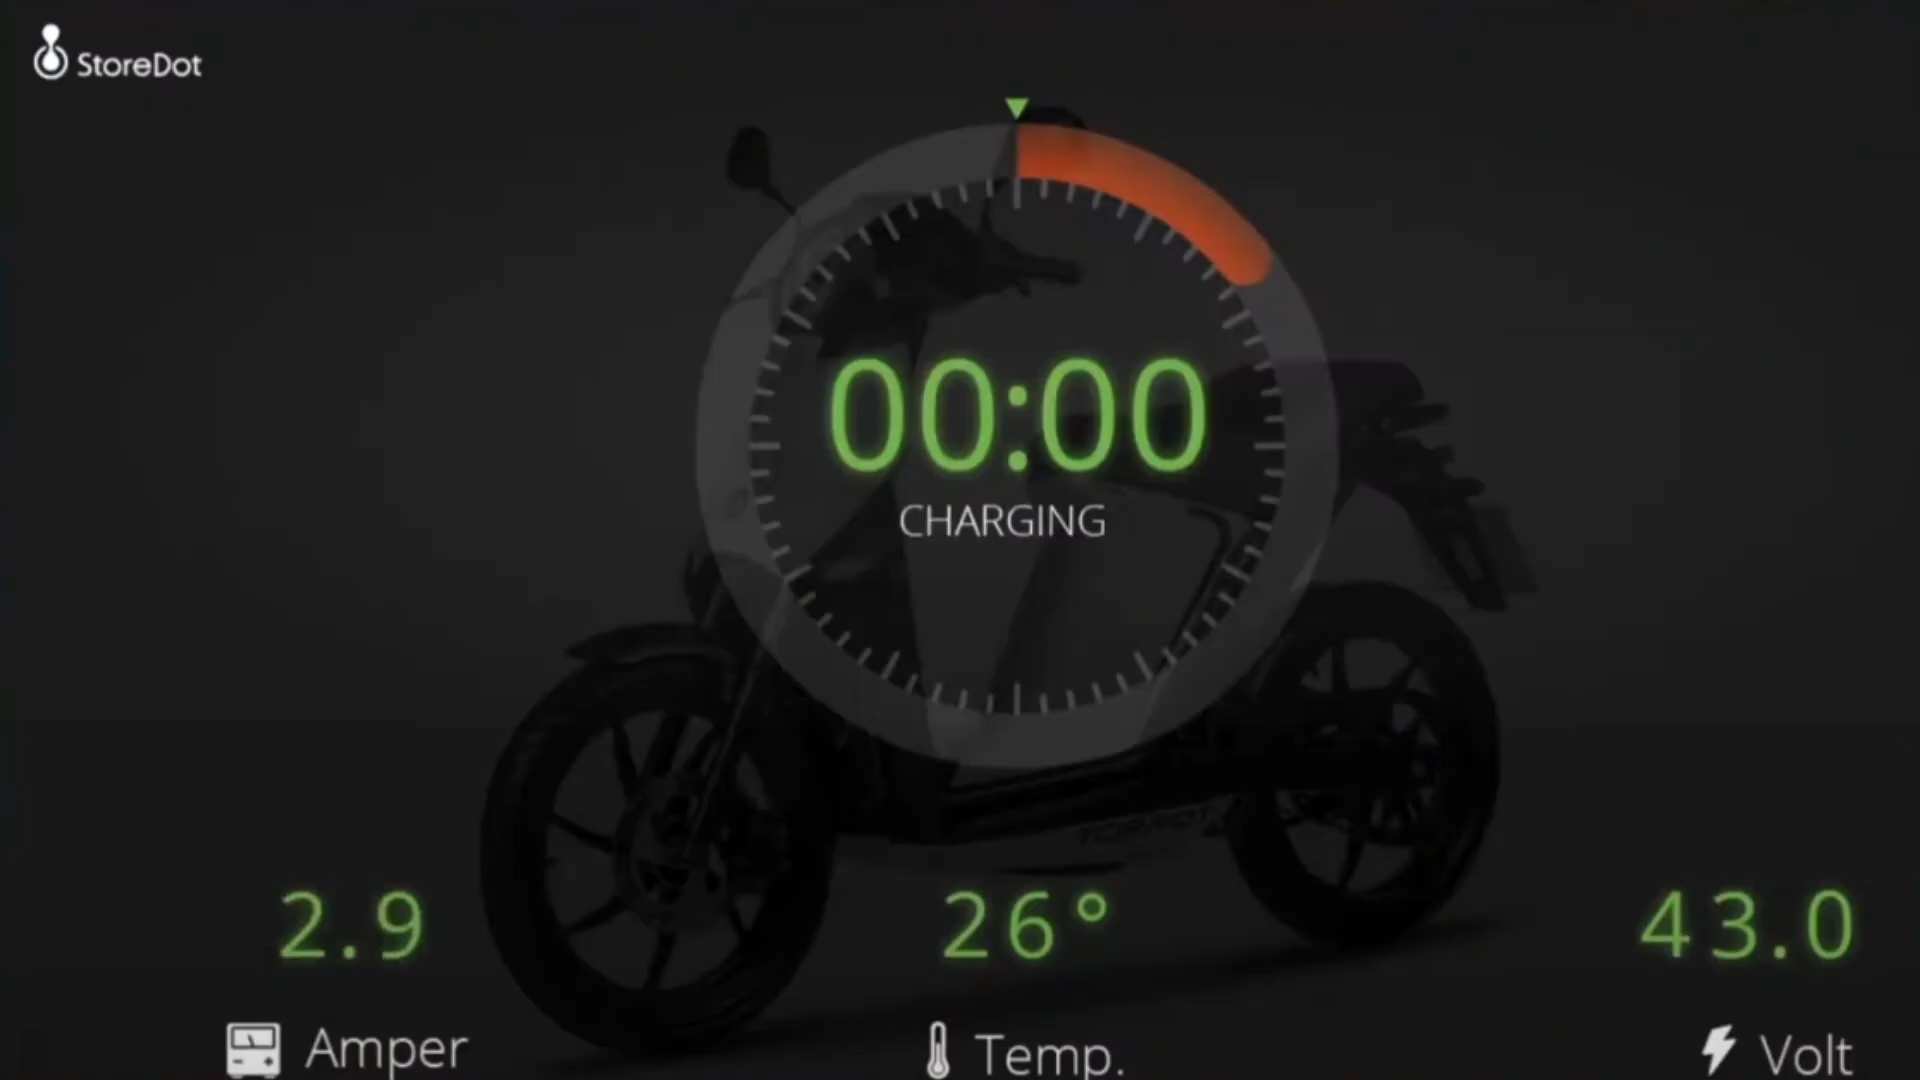 StoreDot
00:00
CHARGING
2.9
26°
43.0
Amper
Temp.
Volt